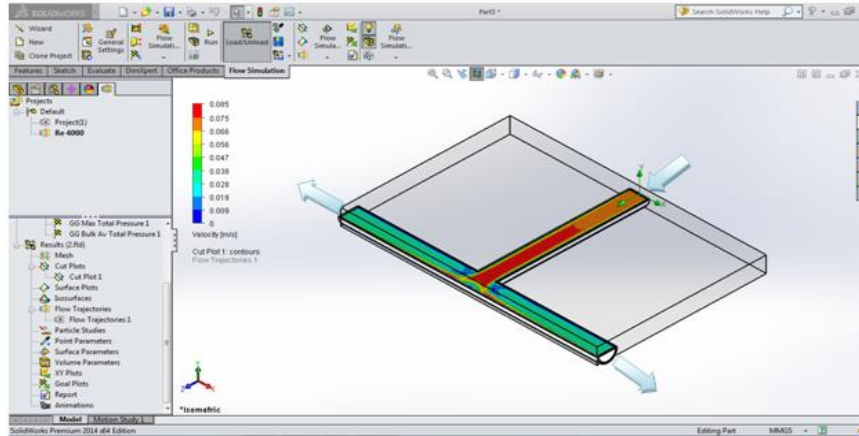 SOLIDWORKS
Part3 *
Search SolidWorks Help
Wizard
New
Clone Project
General Settings
Flow Simulati...
Run
Load/Unload
Flow Simula...
Flow Simulati...
Features Sketch Evaluate DimXpert Office Products Flow Simulation
Projects
Default
Project(1)
Re 4000
GG Max Total Pressure 1
GG Bulk Av Total Pressure 1
Results (2.fld)
Mesh
Cut Plots
Cut Plot 1
Surface Plots
Isosurfaces
Flow Trajectories
Flow Trajectories 1
Particle Studies
Point Parameters
Surface Parameters
Volume Parameters
XY Plots
Goal Plots
Report
Animations
0.085
0.075
0.066
0.056
0.047
0.038
0.028
0.019
0.009
0
Velocity [m/s]
Cut Plot 1: contours
Flow Trajectories 1
*Isometric
Model Motion Study 1
SolidWorks Premium 2014 x64 Edition
Editing Part MMGS